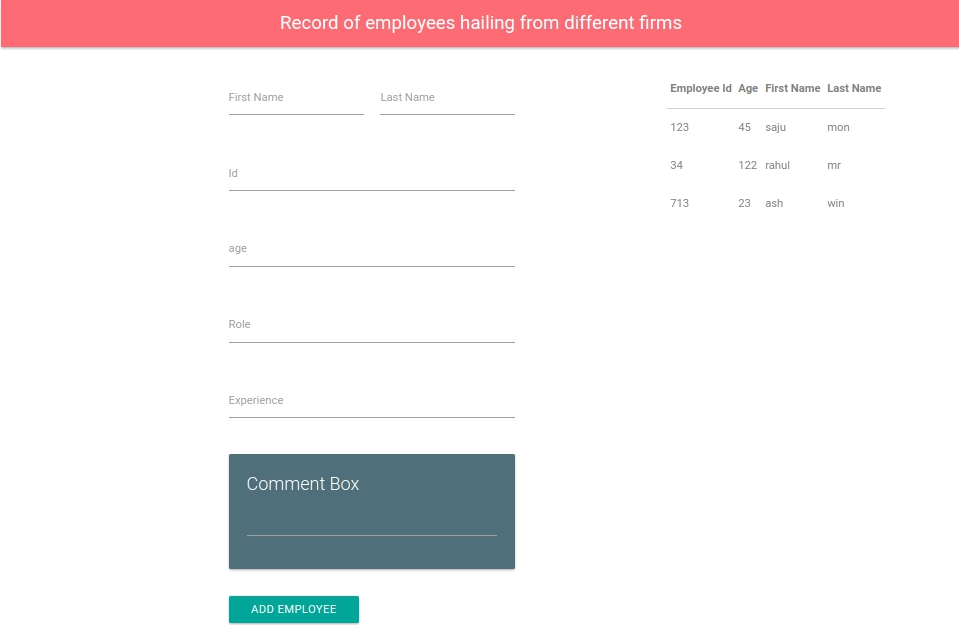 Record of employees hailing from different firms
First Name Last Name
Id
age
Role
Experience
Comment Box
ADD EMPLOYEE
Employee Id Age First Name Last Name
123 45 saju mon
34 122 rahul mr
713 23 ash win